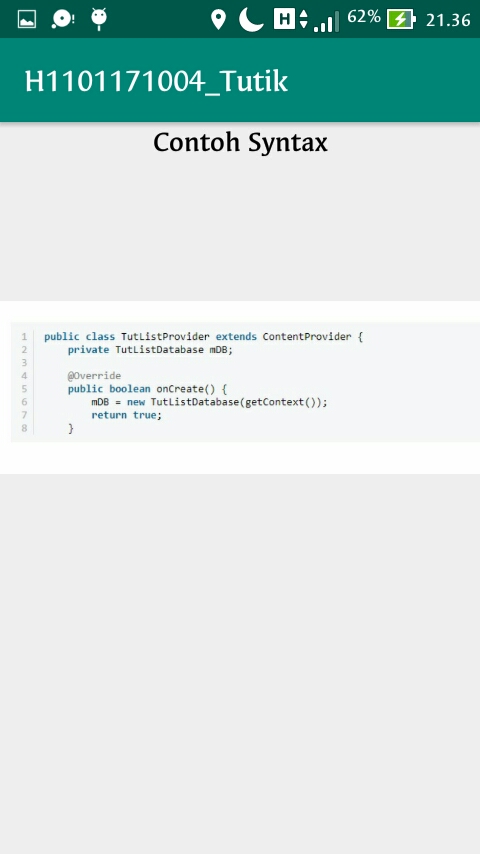 H 62% 21.36
H1101171004_Tutik
Contoh Syntax
1 public class TutListProvider extends ContentProvider {
2     private TutListDatabase mDB;
3
4     @Override
5     public boolean onCreate() {
6         mDB = new TutListDatabase(getContext());
7         return true;
8     }